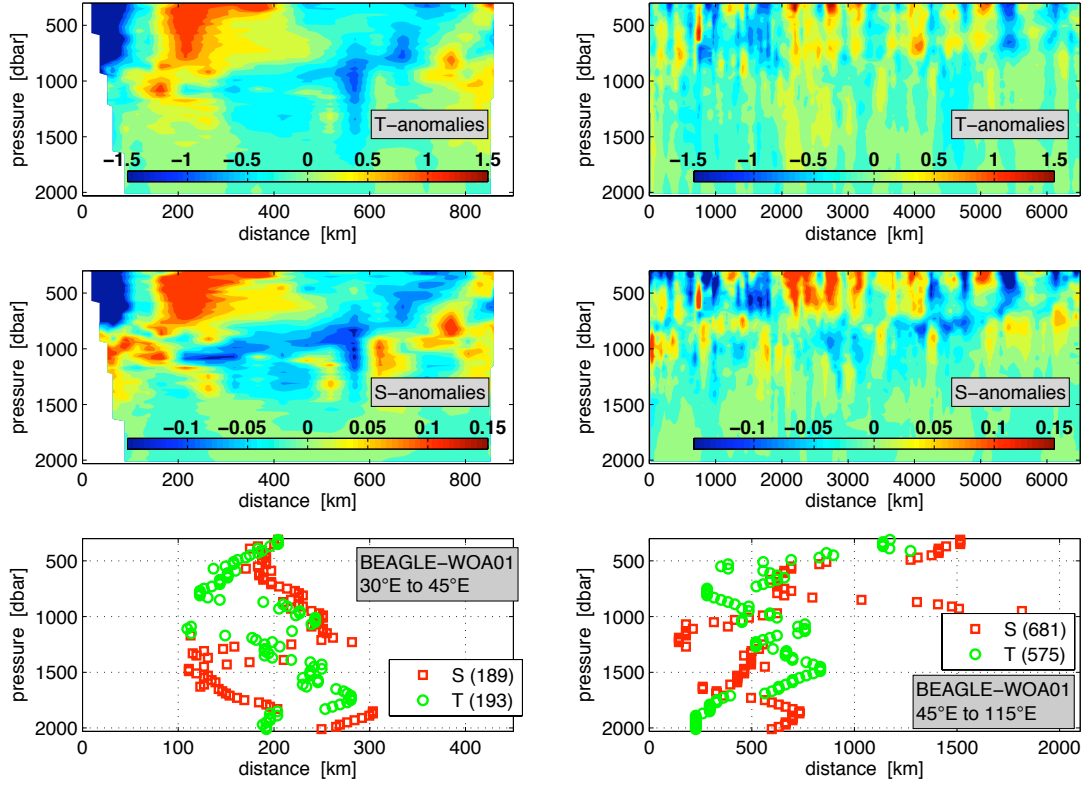 500
1000
1500
2000
pressure [dbar]
T−anomalies
−1.5 −1 −0.5 0 0.5 1 1.5
0 200 400 600 800
distance [km]
500
1000
1500
2000
pressure [dbar]
T−anomalies
−1.5 −1 −0.5 0 0.5 1 1.5
0 1000 2000 3000 4000 5000 6000
distance [km]
500
1000
1500
2000
pressure [dbar]
S−anomalies
−0.1 −0.05 0 0.05 0.1 0.15
0 200 400 600 800
distance [km]
500
1000
1500
2000
pressure [dbar]
S−anomalies
−0.1 −0.05 0 0.05 0.1 0.15
0 1000 2000 3000 4000 5000 6000
distance [km]
500
1000
1500
2000
pressure [dbar]
BEAGLE−WOA01
30°E to 45°E
S (189)
T (193)
0 100 200 300 400
distance [km]
500
1000
1500
2000
pressure [dbar]
S (681)
T (575)
BEAGLE−WOA01
45°E to 115°E
0 500 1000 1500 2000
distance [km]